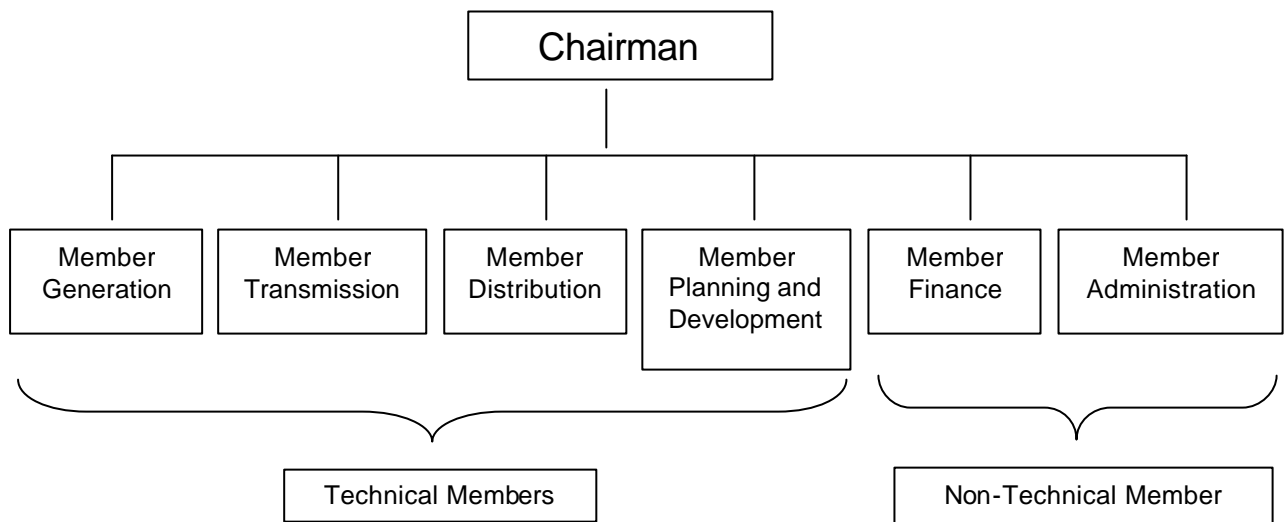 Chairman
Member
Generation
Member
Transmission
Member
Distribution
Member
Planning and
Development
Member
Finance
Member
Administration
Technical Members
Non-Technical Member